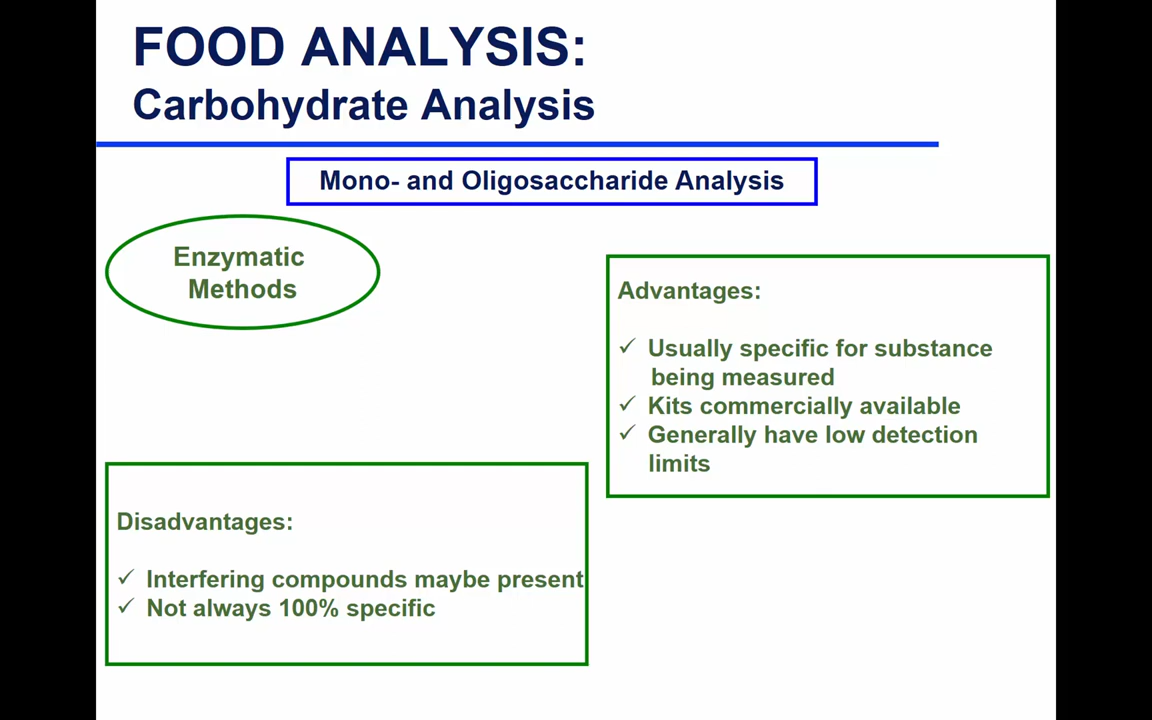 FOOD ANALYSIS:
Carbohydrate Analysis
Mono- and Oligosaccharide Analysis
Enzymatic
Methods
Advantages:
✓ Usually specific for substance
being measured
✓ Kits commercially available
✓ Generally have low detection
limits
Disadvantages:
✓ Interfering compounds maybe present
✓ Not always 100% specific